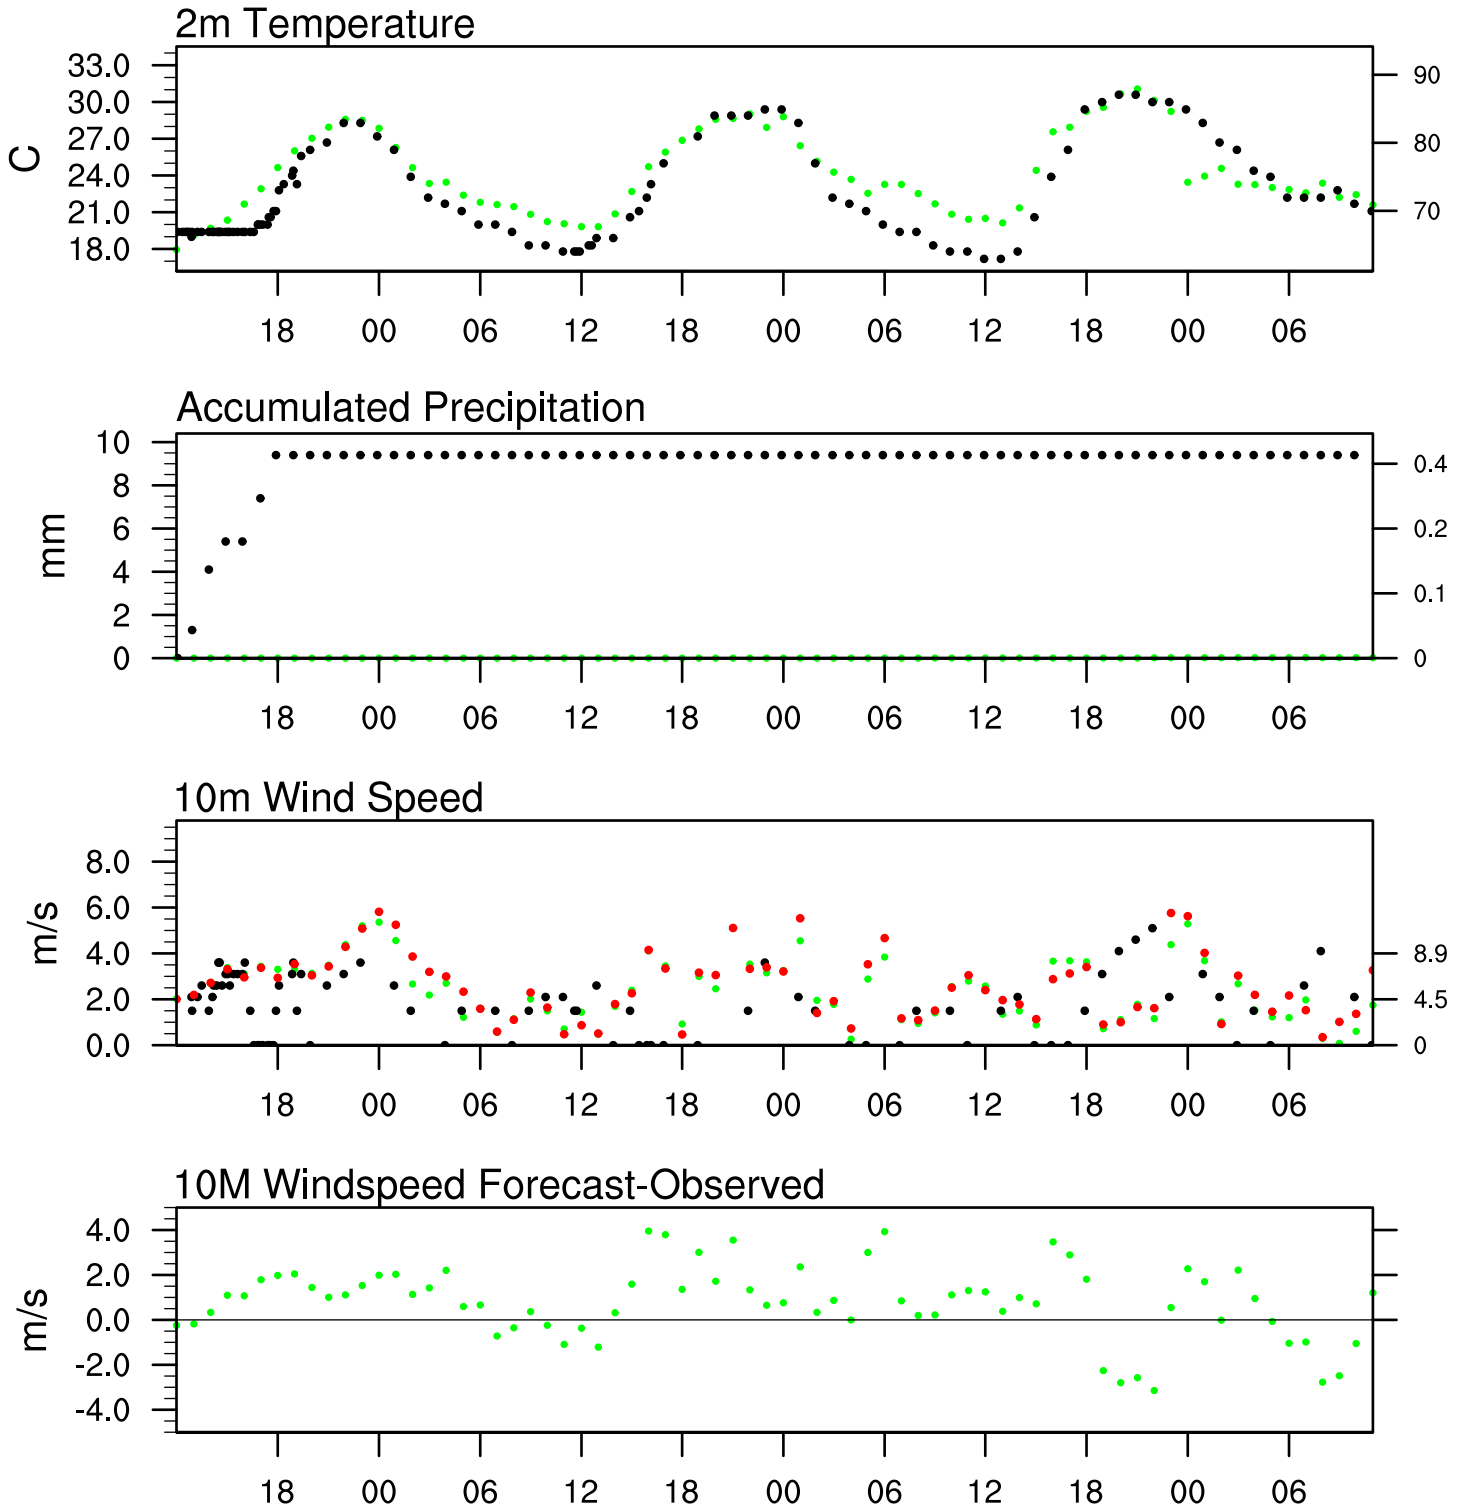 2m Temperature
33.0
30.0
27.0
24.0
21.0
18.0
C
90
80
70
18 00 06 12 18 00 06 12 18 00 06
Accumulated Precipitation
10
8
6
4
2
0
mm
0.4
0.2
0.1
0
18 00 06 12 18 00 06 12 18 00 06
10m Wind Speed
8.0
6.0
4.0
2.0
0.0
m/s
8.9
4.5
0
18 00 06 12 18 00 06 12 18 00 06
10M Windspeed Forecast-Observed
4.0
2.0
0.0
-2.0
-4.0
m/s
18 00 06 12 18 00 06 12 18 00 06